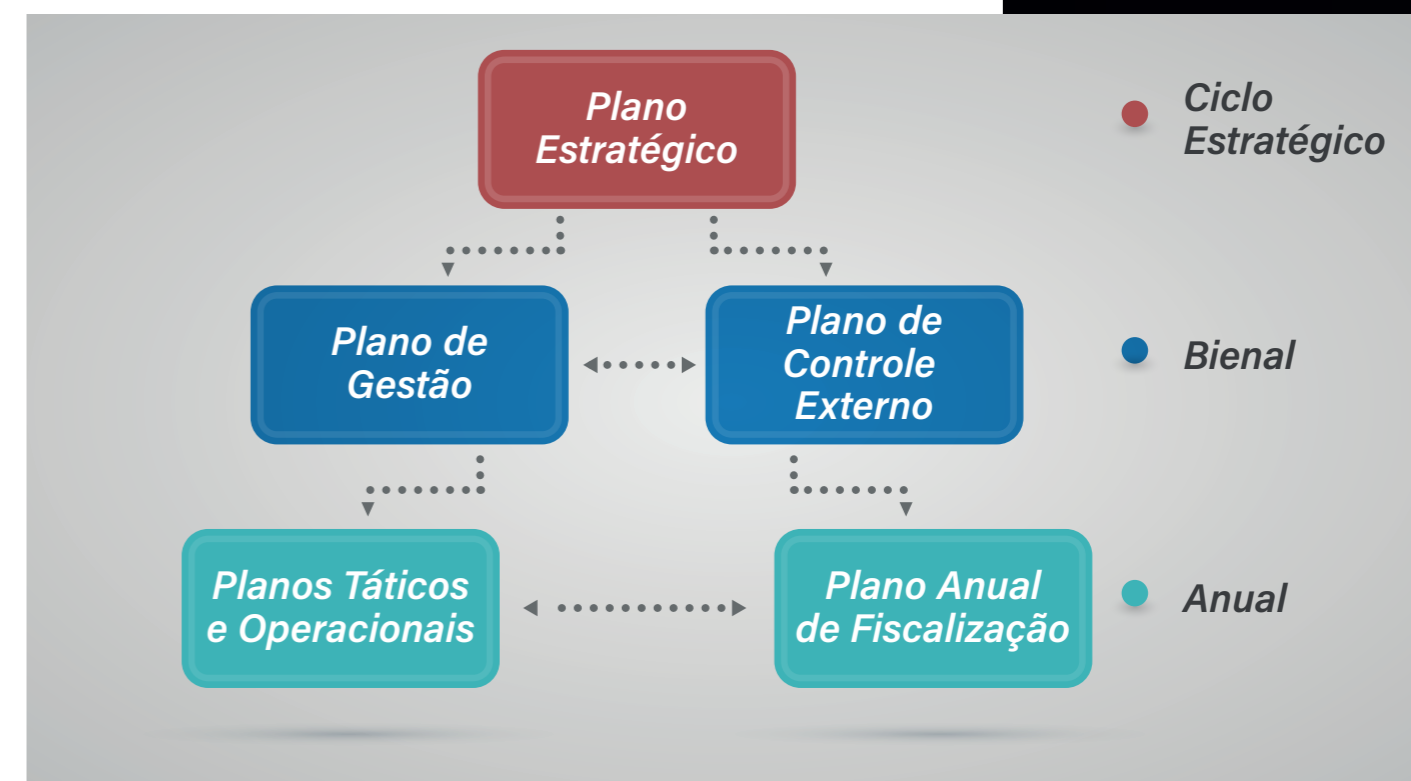 Plano
Estratégico
Ciclo
Estratégico
Plano de
Gestão
Plano de
Controle
Externo
Bienal
Planos Táticos
e Operacionais
Plano Anual
de Fiscalização
Anual